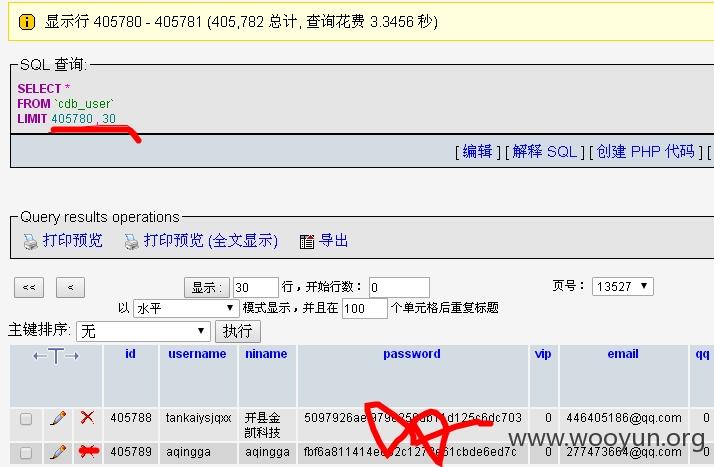 显示行 405780 - 405781 (405,782 总计, 查询花费 3.3456 秒)
SQL 查询:
SELECT *
FROM `cdb_user`
LIMIT 405780 , 30
[ 编辑 ] [ 解释 SQL ] [ 创建 PHP 代码 ] [
Query results operations
打印预览 打印预览 (全文显示) 导出
<< < 显示 : 30 行 , 开始行数 : 0 页号 : 13527
以 水平 模式显示 , 并且在 100 个单元格后重复标题
主键排序: 无 执行
←T→ id username niname password vip email qq
405788 tankaiysjqxx 开县金凯科技 0 446405186@qq.com 0
405789 aqingga aqingga 0 277473664@qq.com 0
www.wooyun.org